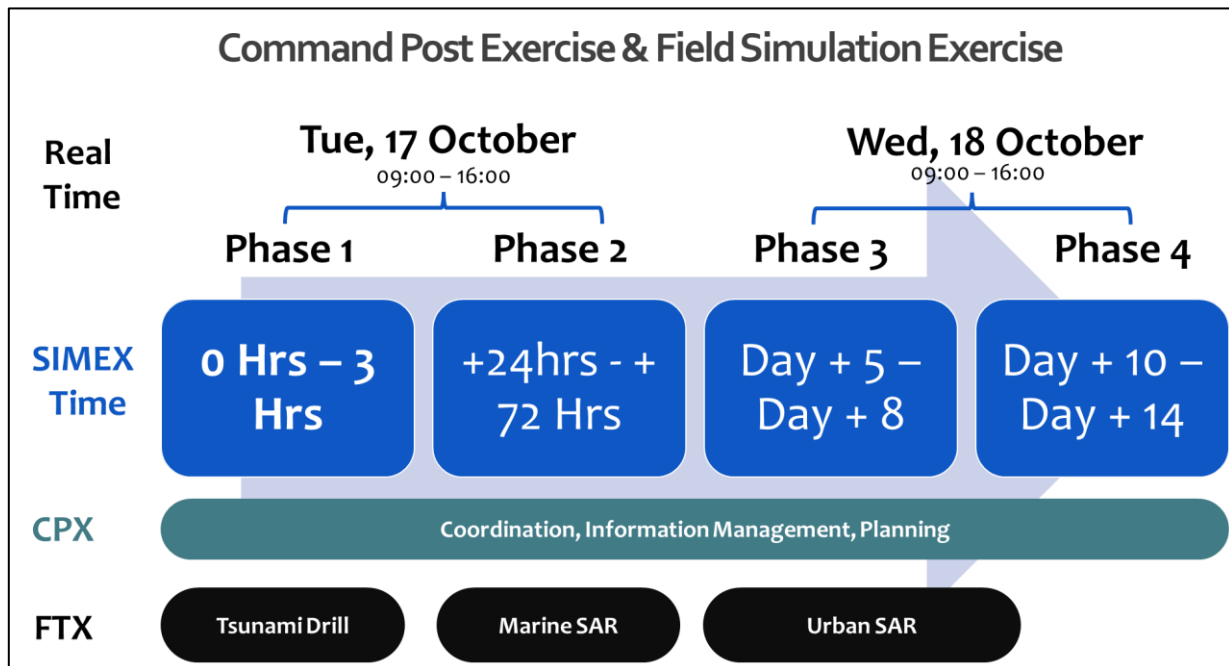 Command Post Exercise & Field Simulation Exercise
Real
Time
Tue, 17 October
09:00 – 16:00
Wed, 18 October
09:00 – 16:00
Phase 1
Phase 2
Phase 3
Phase 4
SIMEX
Time
0 Hrs – 3
Hrs
+24hrs - +
72 Hrs
Day + 5 –
Day + 8
Day + 10 –
Day + 14
CPX
Coordination, Information Management, Planning
FTX
Tsunami Drill
Marine SAR
Urban SAR